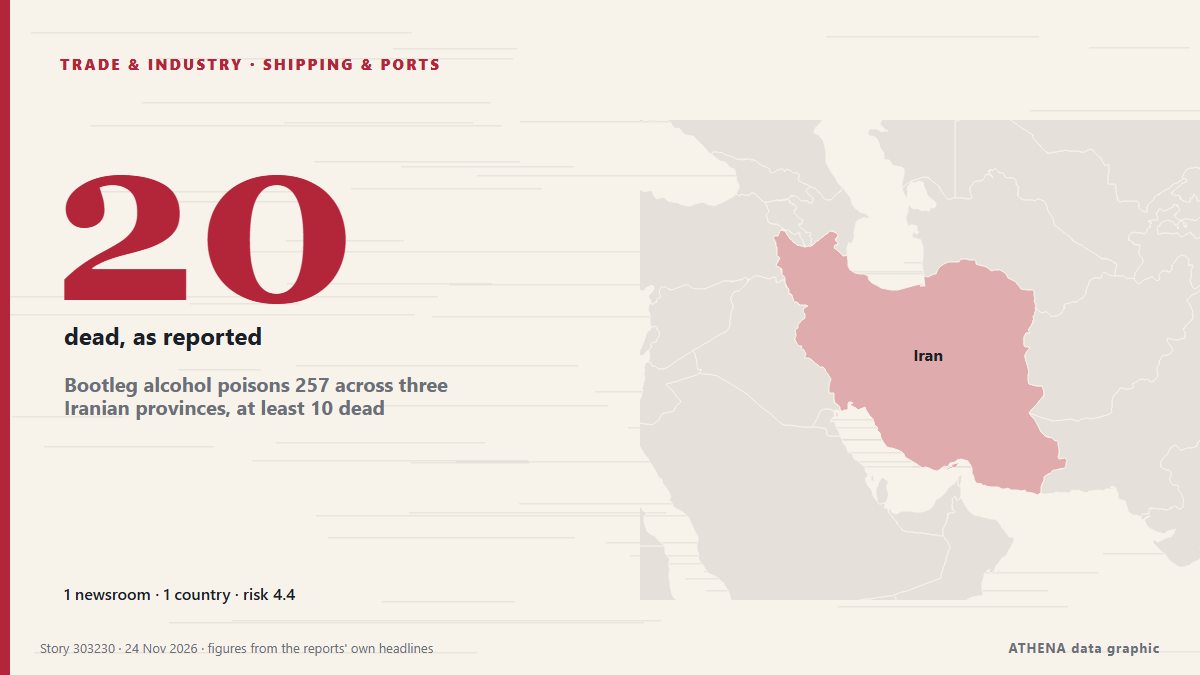 TRADE & INDUSTRY · SHIPPING & PORTS
20
dead, as reported
Bootleg alcohol poisons 257 across three
Iranian provinces, at least 10 dead
Iran
1 newsroom · 1 country · risk 4.4
Story 303230 · 24 Nov 2026 · figures from the reports' own headlines
ATHENA data graphic